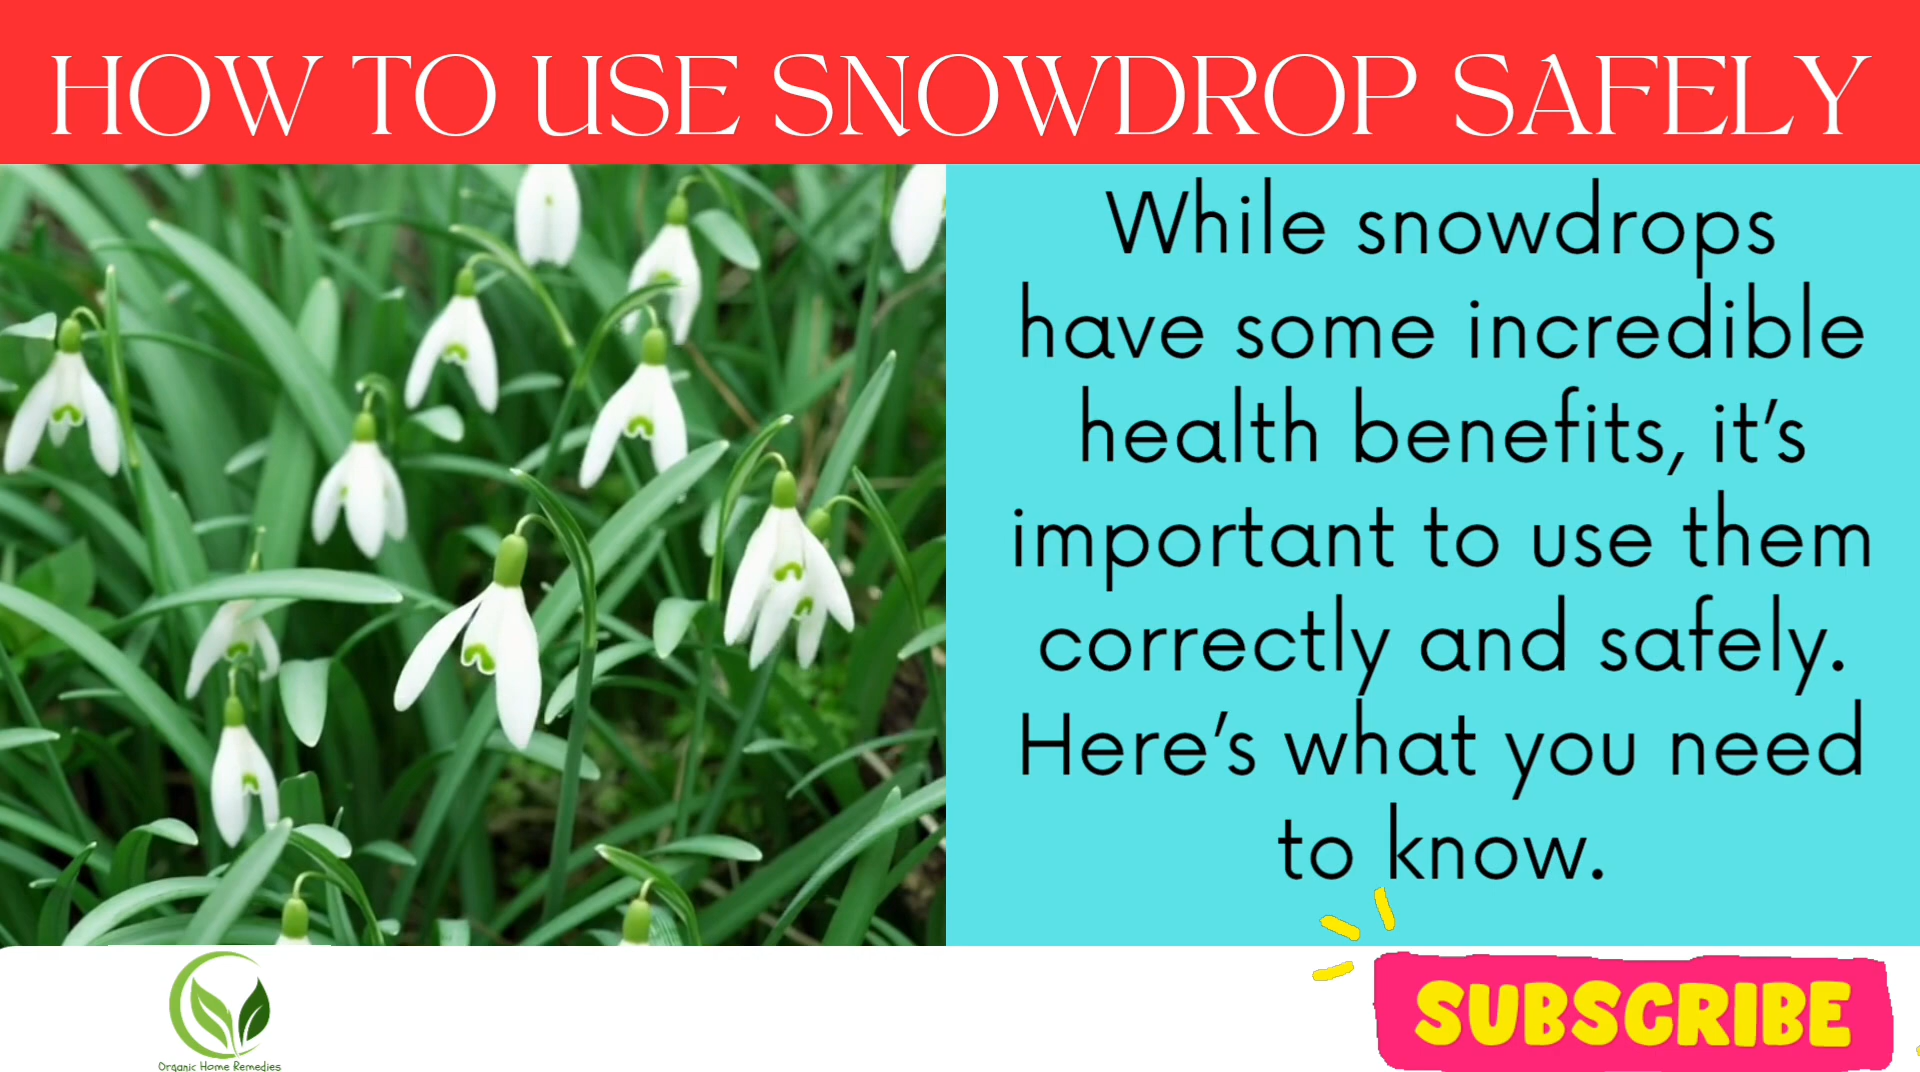 HOW TO USE SNOWDROP SAFELY
While snowdrops
have some incredible
health benefits, it's
important to use them
correctly and safely.
Here's what you need
to know.
Organic Home Remedies
SUBSCRIBE